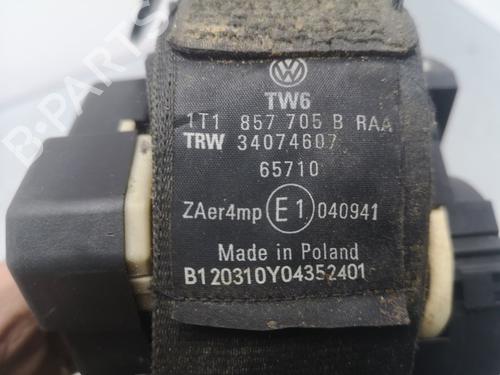 VW
TW6
1T1 857 705 B RAA
TRW 34074607
65710
ZAer4mp E1 040941
Made in Poland
B120310Y04352401
B-PARTS